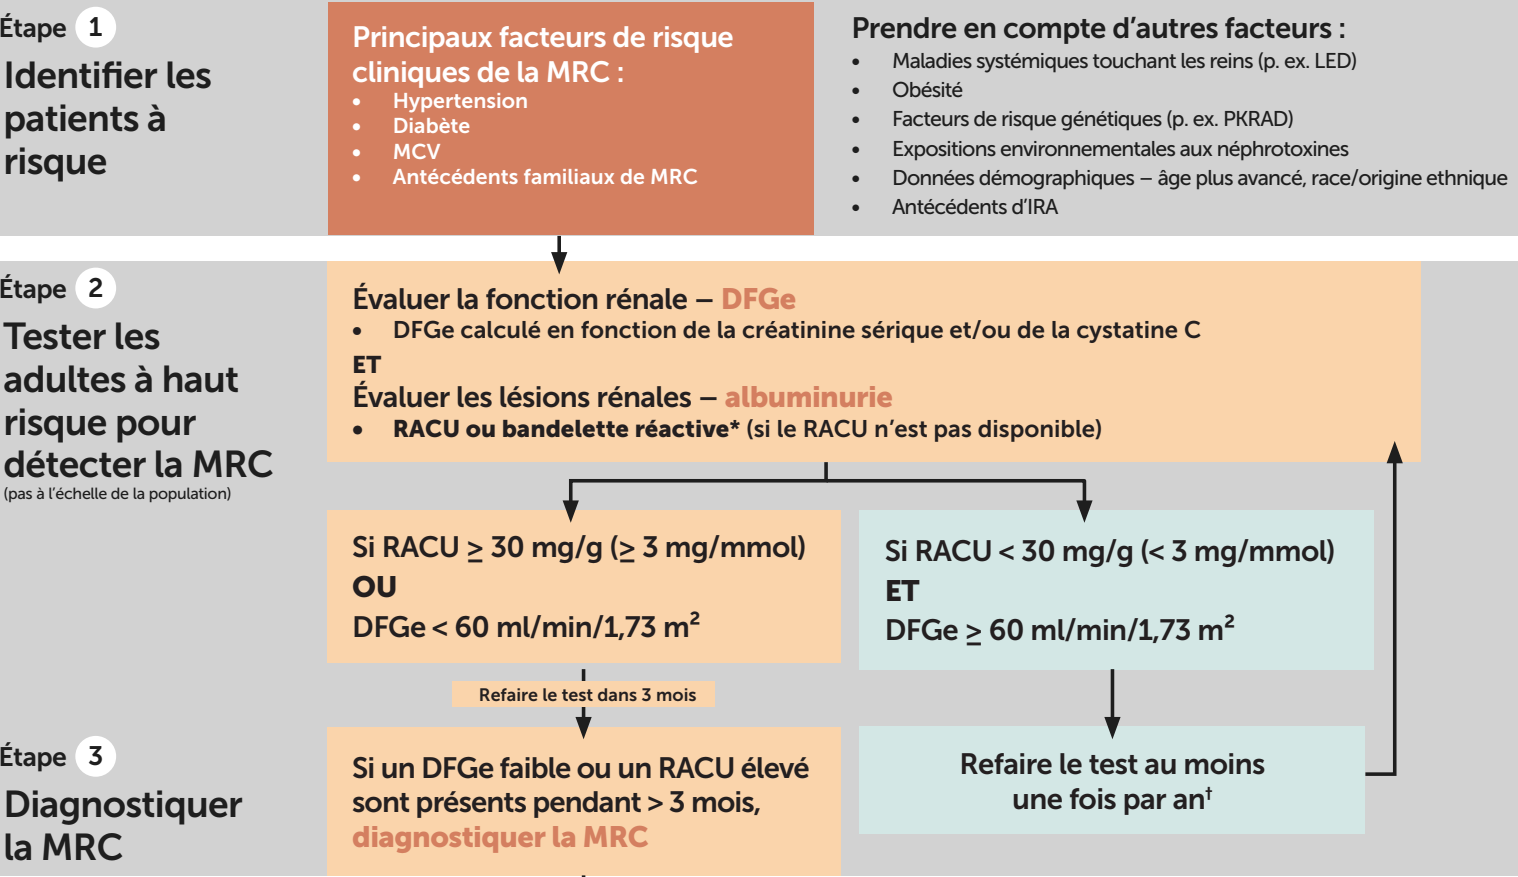 Étape 1
Identifier les
patients à
risque
Principaux facteurs de risque
cliniques de la MRC :
• Hypertension
• Diabète
• MCV
• Antécédents familiaux de MRC
Prendre en compte d’autres facteurs :
• Maladies systémiques touchant les reins (p. ex. LED)
• Obésité
• Facteurs de risque génétiques (p. ex. PKRAD)
• Expositions environnementales aux néphrotoxines
• Données démographiques – âge plus avancé, race/origine ethnique
• Antécédents d’IRA
Étape 2
Tester les
adultes à haut
risque pour
détecter la MRC
(pas à l’échelle de la population)
Évaluer la fonction rénale – DFGe
• DFGe calculé en fonction de la créatinine sérique et/ou de la cystatine C
ET
Évaluer les lésions rénales – albuminurie
• RACU ou bandelette réactive* (si le RACU n’est pas disponible)
Si RACU ≥ 30 mg/g (≥ 3 mg/mmol)
OU
DFGe < 60 ml/min/1,73 m²
Si RACU < 30 mg/g (< 3 mg/mmol)
ET
DFGe ≥ 60 ml/min/1,73 m²
Refaire le test dans 3 mois
Étape 3
Diagnostiquer
la MRC
Si un DFGe faible ou un RACU élevé
sont présents pendant > 3 mois,
diagnostiquer la MRC
Refaire le test au moins
une fois par an†